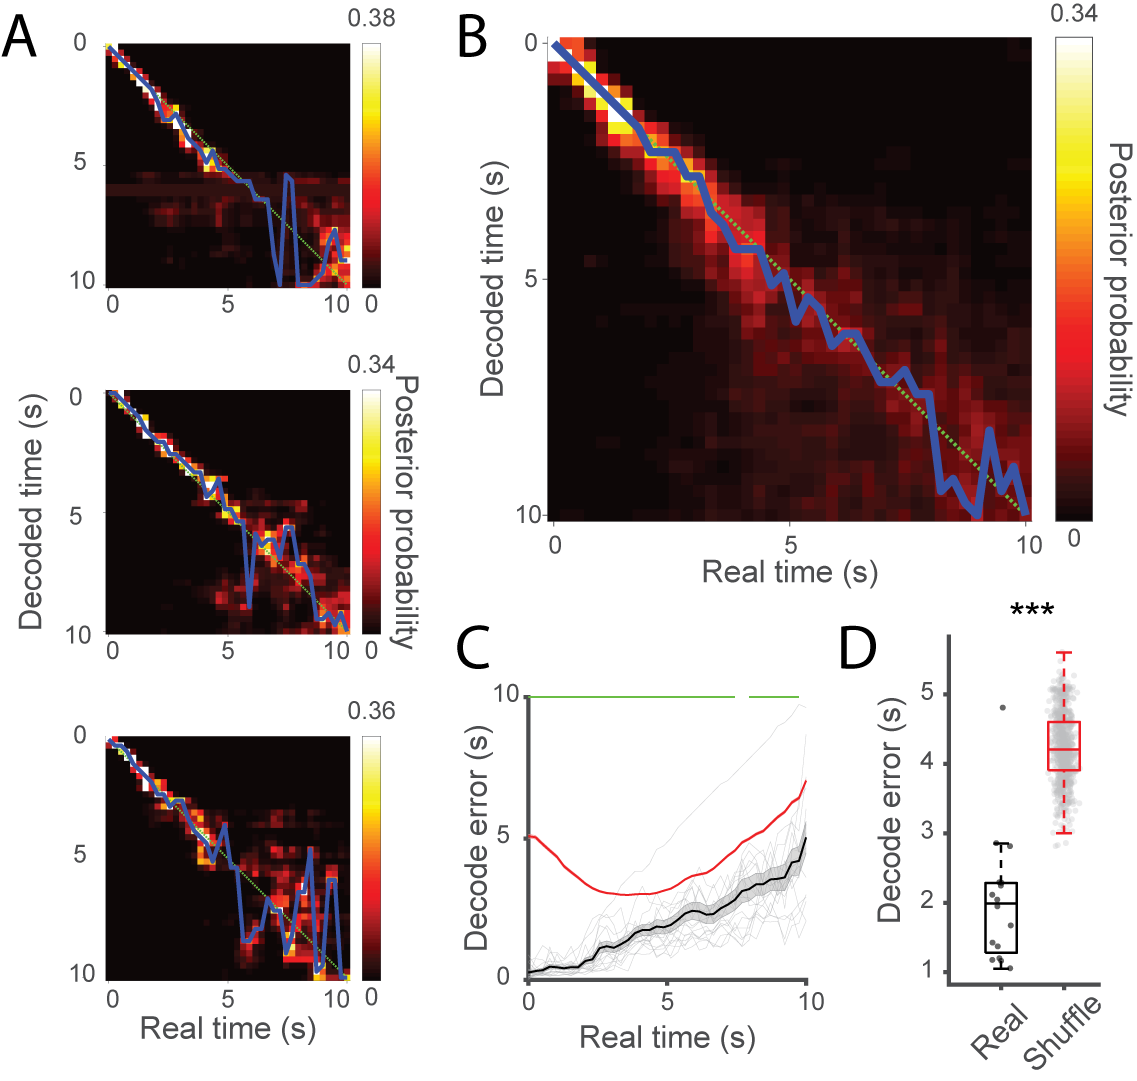 A
0.38
0
5
10
0
5
10
0
Decoded time (s)
0.34
0
5
10
0
5
10
0
Posterior probability
0.36
0
5
10
0
5
10
0
Real time (s)
B
0.34
0
5
10
Decoded time (s)
0
5
10
0
Real time (s)
Posterior probability
C
10
5
0
Decode error (s)
0
5
10
Real time (s)
D
***
5
4
3
2
1
Decode error (s)
Real
Shuffle